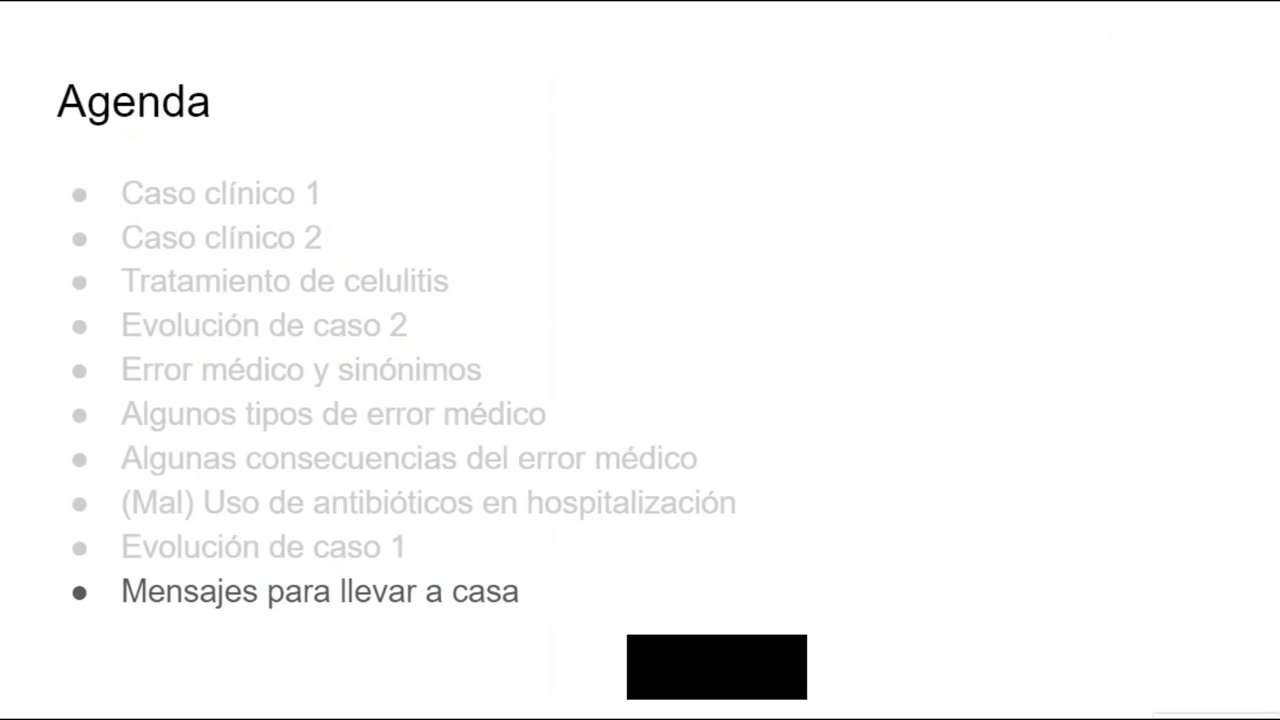 Agenda
● Caso clínico 1
● Caso clínico 2
● Tratamiento de celulitis
● Evolución de caso 2
● Error médico y sinónimos
● Algunos tipos de error médico
● Algunas consecuencias del error médico
● (Mal) Uso de antibióticos en hospitalización
● Evolución de caso 1
● Mensajes para llevar a casa